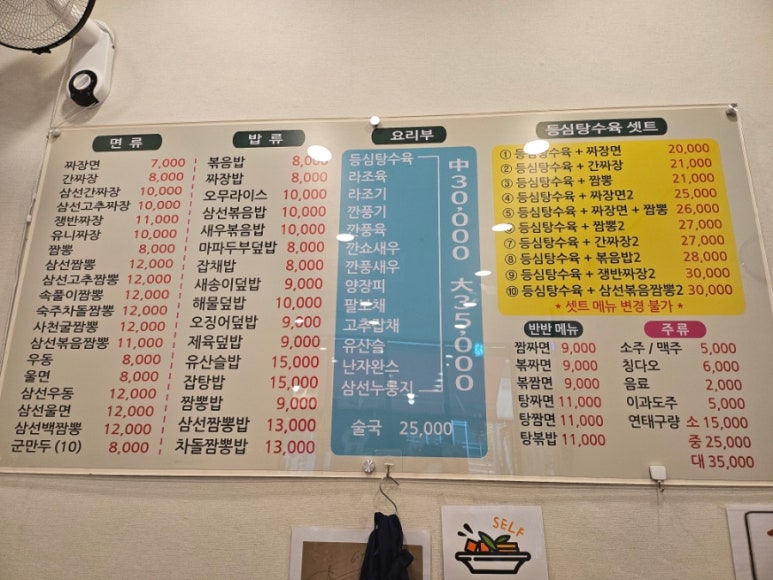 면 류
짜장면 7,000
간짜장 8,000
삼선간짜장 10,000
삼선고추짜장 10,000
쟁반짜장 11,000
유니짜장 10,000
짬뽕 8,000
삼선짬뽕 12,000
삼선고추짬뽕 12,000
속풀이짬뽕 12,000
숙주차돌짬뽕 12,000
사천굴짬뽕 12,000
삼선볶음짬뽕 11,000
우동 8,000
울면 8,000
삼선우동 12,000
삼선울면 12,000
삼선백짬뽕 12,000
군만두 (10) 8,000
밥 류
볶음밥 8,000
짜장밥 8,000
오무라이스 10,000
삼선볶음밥 10,000
새우볶음밥 10,000
마파두부덮밥 8,000
잡채밥 8,000
새송이덮밥 9,000
해물덮밥 10,000
오징어덮밥 9,000
제육덮밥 9,000
유산슬밥 15,000
잡탕밥 15,000
짬뽕밥 9,000
삼선짬뽕밥 13,000
차돌짬뽕밥 13,000
요리부
등심탕수육
라조육
라조기
깐풍기
깐풍육
깐쇼새우
깐풍새우
양장피
팔보채
고추잡채
유산슬
난자완스
삼선누룽지
中 30,000 大 35,000
술국 25,000
등심탕수육 셋트
① 등심탕수육 + 짜장면 20,000
② 등심탕수육 + 간짜장 21,000
③ 등심탕수육 + 짬뽕 21,000
④ 등심탕수육 + 짜장면2 25,000
⑤ 등심탕수육 + 짜장면 + 짬뽕 26,000
⑥ 등심탕수육 + 짬뽕2 27,000
⑦ 등심탕수육 + 간짜장2 27,000
⑧ 등심탕수육 + 볶음밥2 28,000
⑨ 등심탕수육 + 쟁반짜장2 30,000
⑩ 등심탕수육 + 삼선볶음짬뽕2 30,000
* 셋트 메뉴 변경 불가 *
반반 메뉴
짬짜면 9,000
볶짜면 9,000
볶짬면 9,000
탕짜면 11,000
탕짬면 11,000
탕볶밥 11,000
주 류
소주 / 맥주 5,000
칭다오 6,000
음료 2,000
이과도주 5,000
연태구량 소 15,000
중 25,000
대 35,000
SELF